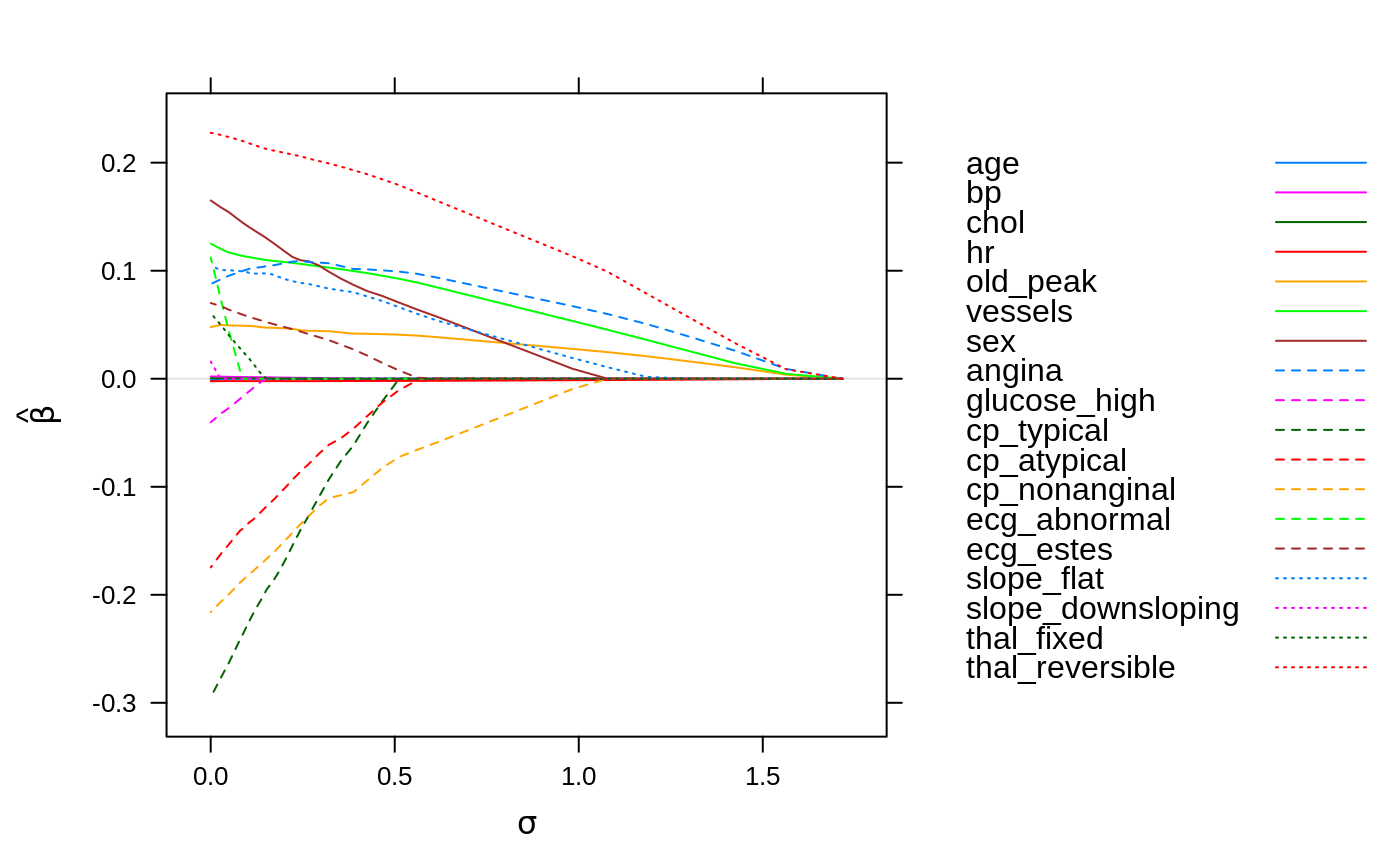 0.2
0.1
0.0
-0.1
-0.2
-0.3
β̂
0.0 0.5 1.0 1.5
σ
age
bp
chol
hr
old_peak
vessels
sex
angina
glucose_high
cp_typical
cp_atypical
cp_nonanginal
ecg_abnormal
ecg_estes
slope_flat
slope_downsloping
thal_fixed
thal_reversible